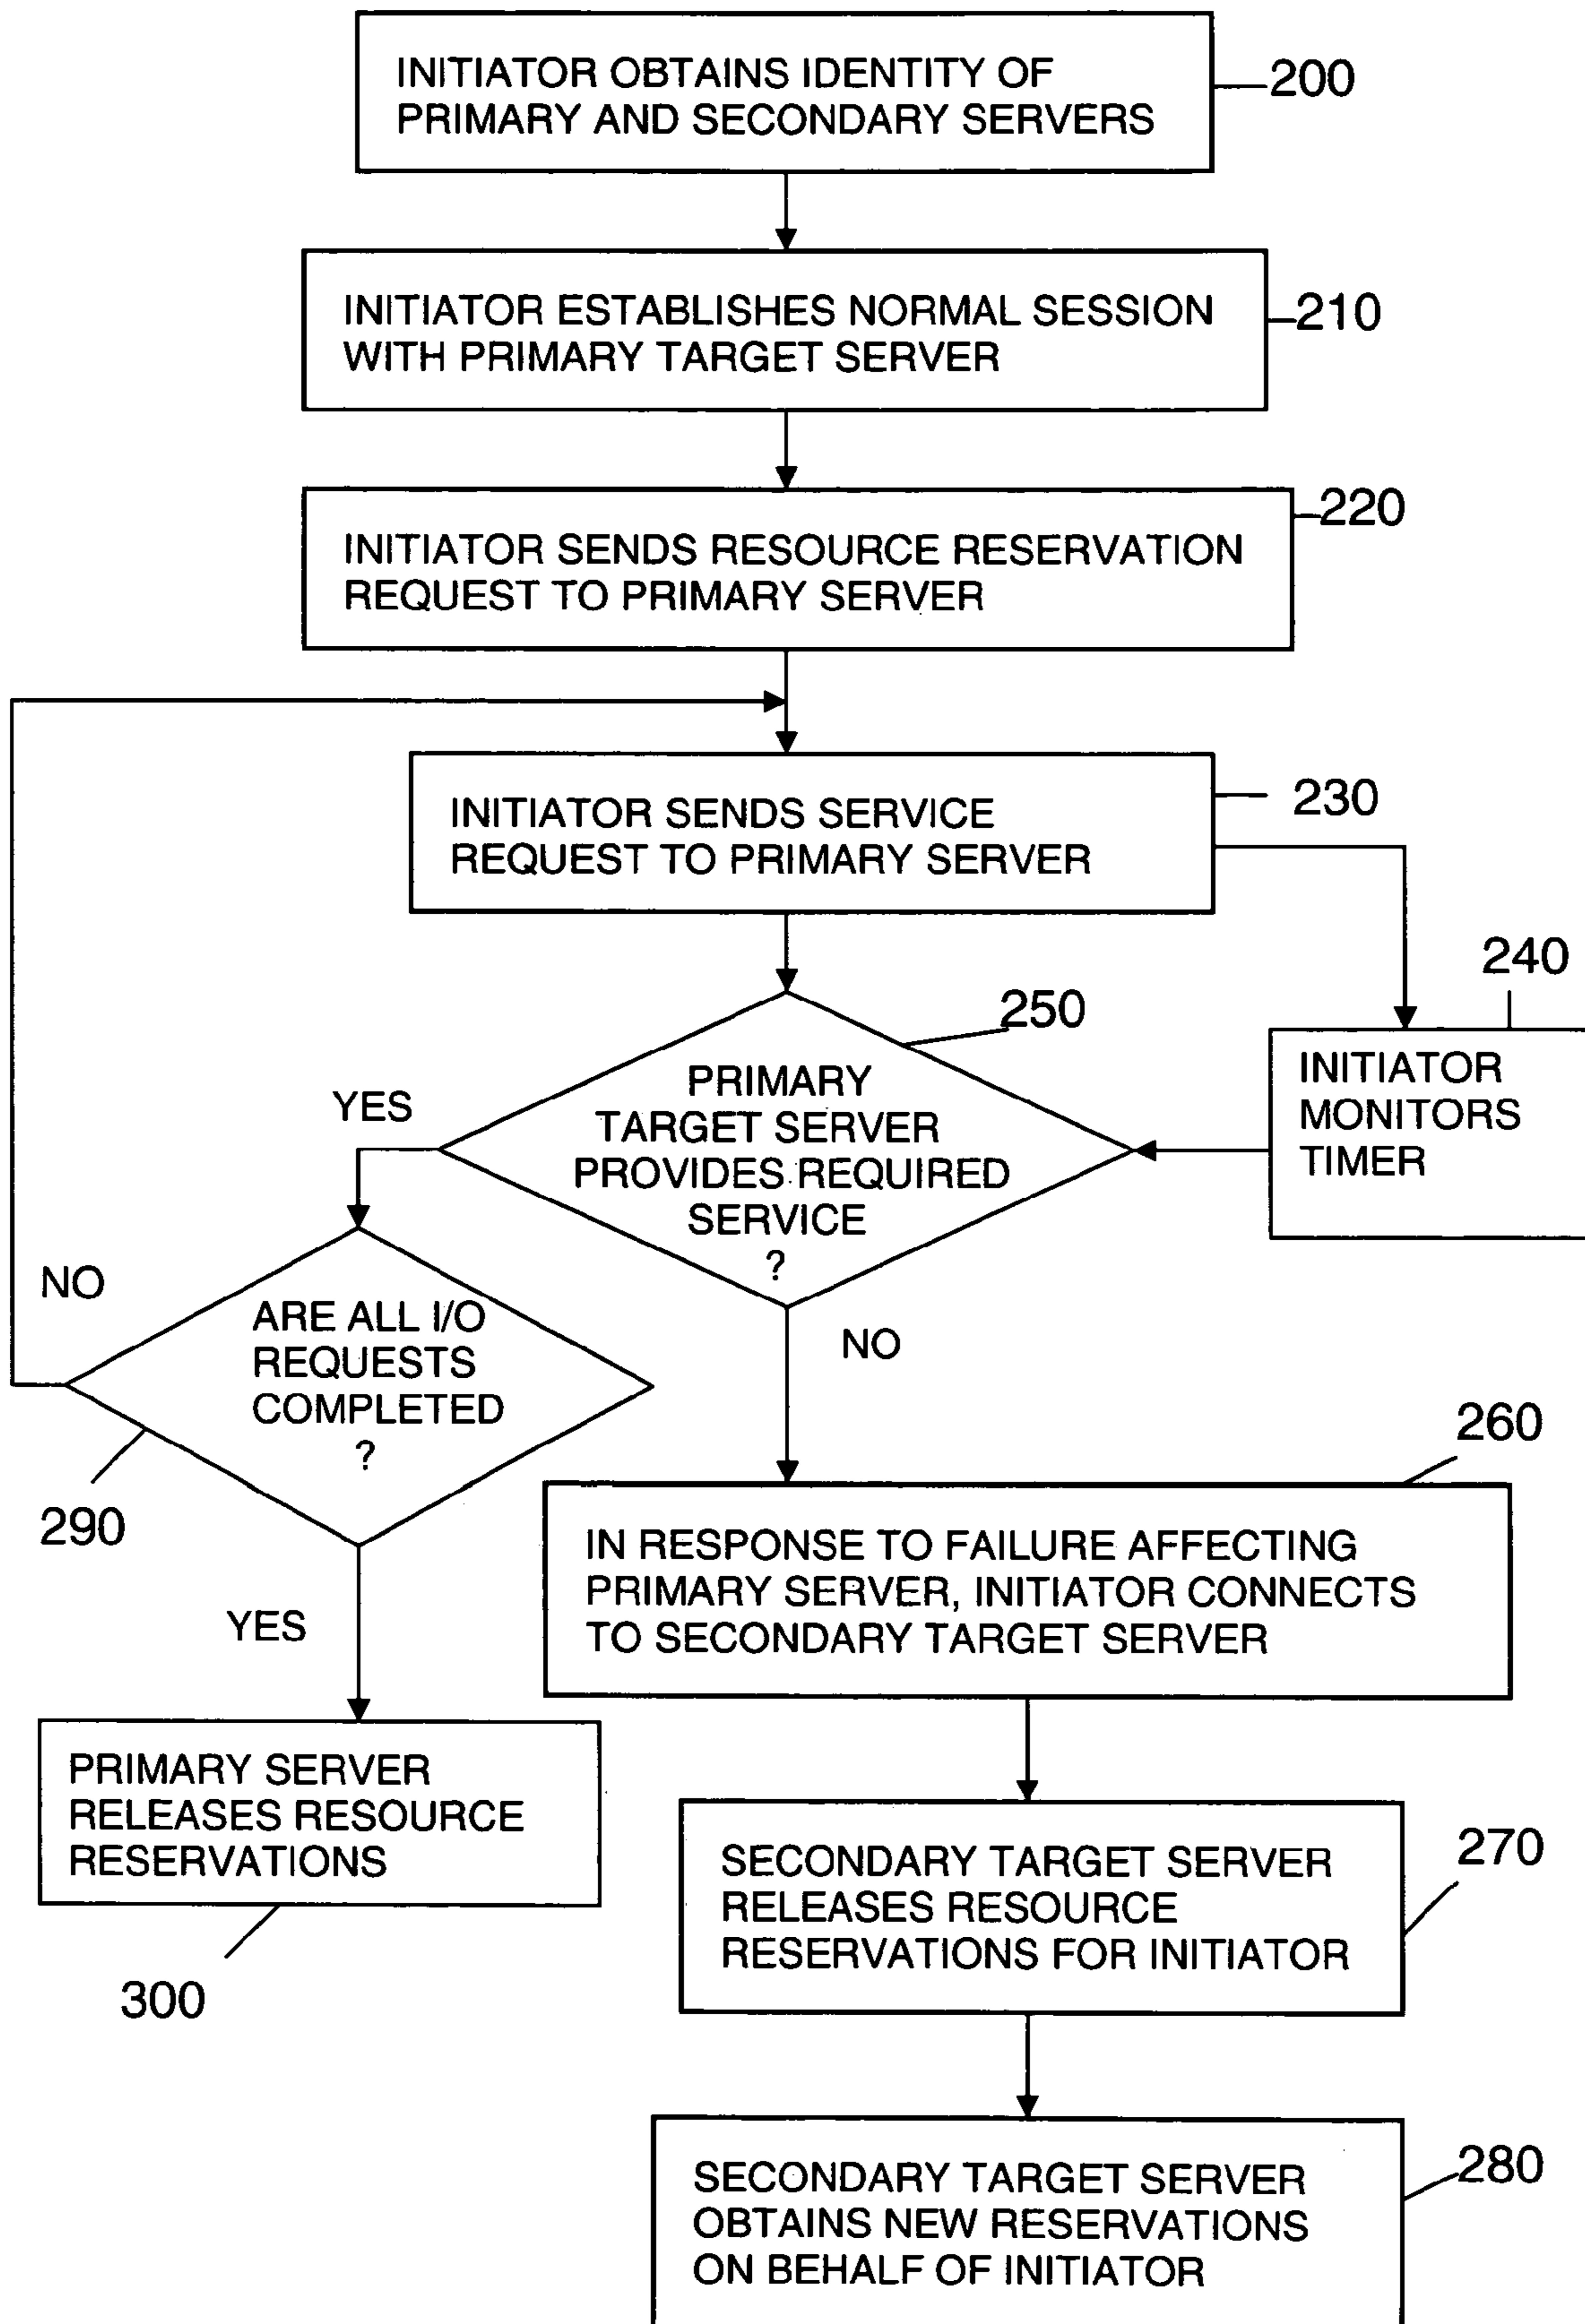 INITIATOR OBTAINS IDENTITY OF
PRIMARY AND SECONDARY SERVERS
200
INITIATOR ESTABLISHES NORMAL SESSION
WITH PRIMARY TARGET SERVER
210
INITIATOR SENDS RESOURCE RESERVATION
REQUEST TO PRIMARY SERVER
220
INITIATOR SENDS SERVICE
REQUEST TO PRIMARY SERVER
230
240
INITIATOR
MONITORS
TIMER
250
PRIMARY
TARGET SERVER
PROVIDES REQUIRED
SERVICE
?
YES
NO
NO
ARE ALL I/O
REQUESTS
COMPLETED
?
290
YES
260
IN RESPONSE TO FAILURE AFFECTING
PRIMARY SERVER, INITIATOR CONNECTS
TO SECONDARY TARGET SERVER
PRIMARY SERVER
RELEASES RESOURCE
RESERVATIONS
300
SECONDARY TARGET SERVER
RELEASES RESOURCE
RESERVATIONS FOR INITIATOR
270
SECONDARY TARGET SERVER
OBTAINS NEW RESERVATIONS
ON BEHALF OF INITIATOR
280